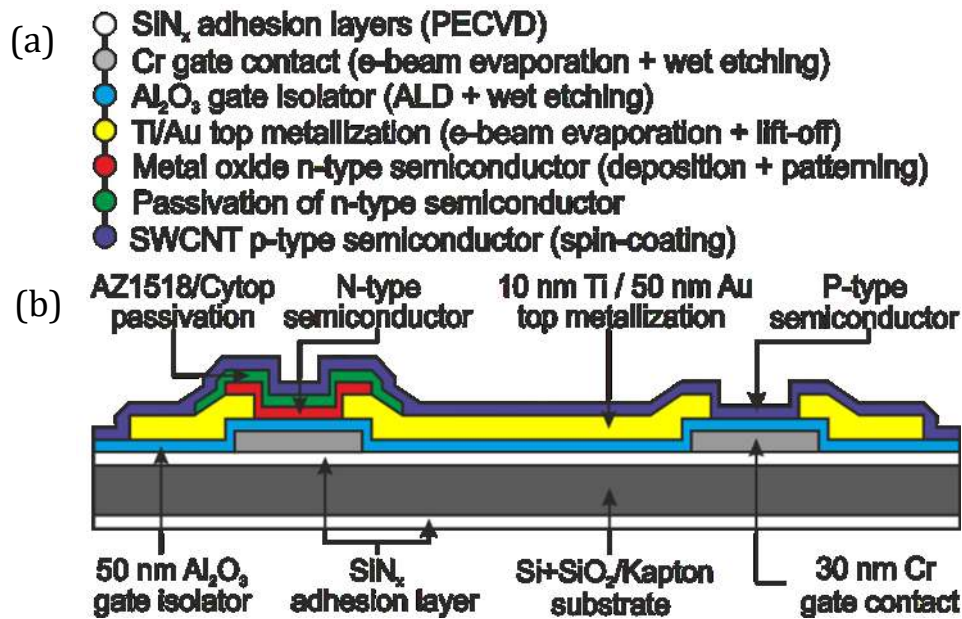 (a)
SiNₓ adhesion layers (PECVD)
Cr gate contact (e-beam evaporation + wet etching)
Al₂O₃ gate isolator (ALD + wet etching)
Ti/Au top metallization (e-beam evaporation + lift-off)
Metal oxide n-type semiconductor (deposition + patterning)
Passivation of n-type semiconductor
SWCNT p-type semiconductor (spin-coating)
(b)
AZ1518/Cytop
passivation
N-type
semiconductor
10 nm Ti / 50 nm Au
top metallization
P-type
semiconductor
50 nm Al₂O₃
gate isolator
SiNₓ
adhesion layer
Si+SiO₂/Kapton
substrate
30 nm Cr
gate contact